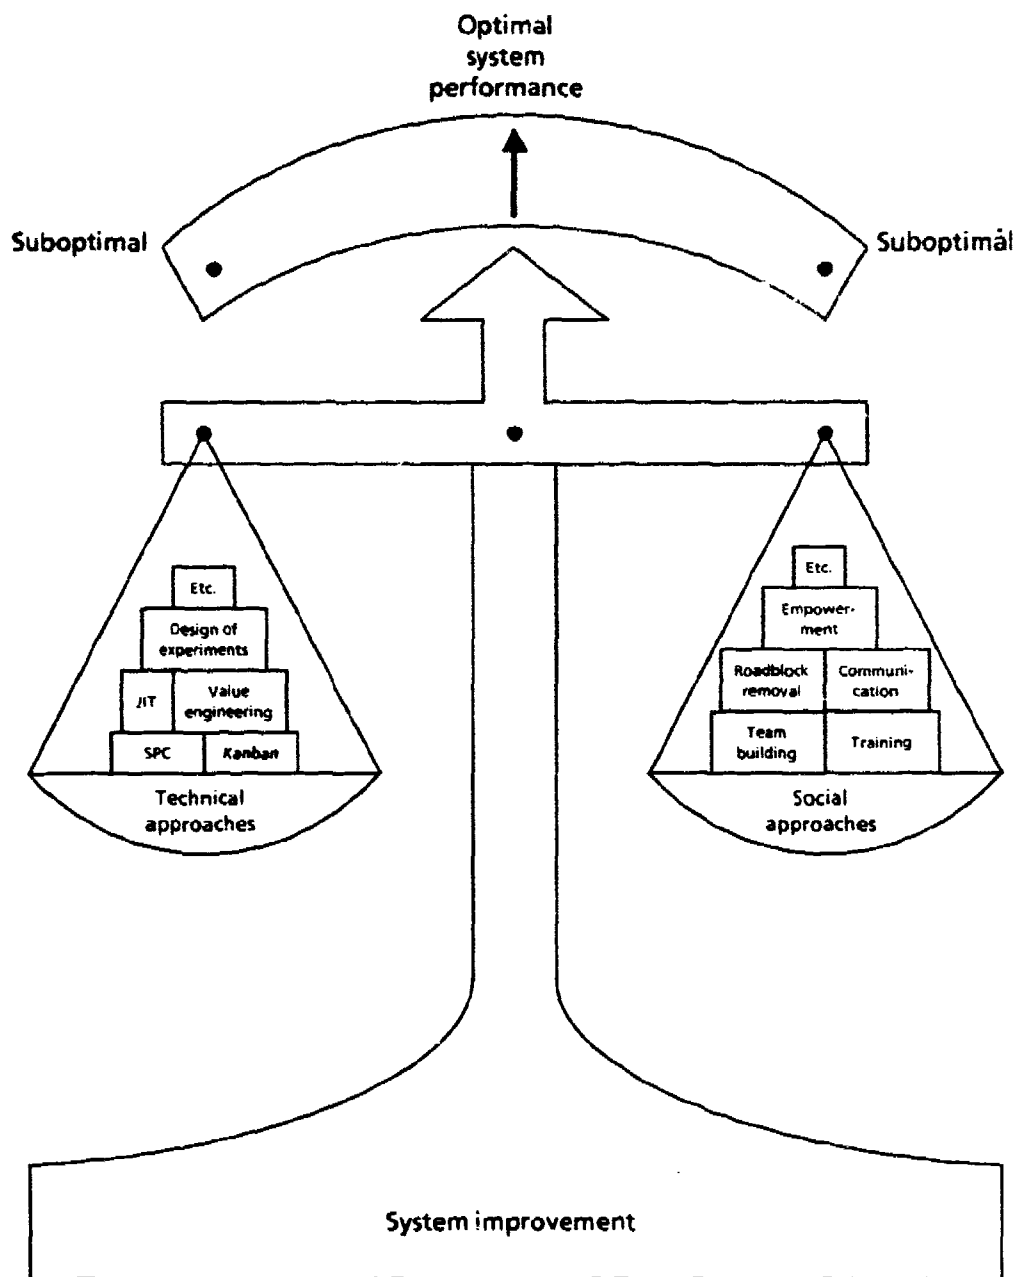 Optimal
system
performance
Suboptimal
Suboptimal
Etc.
Design of
experiments
JIT
Value
engineering
SPC
Kanban
Technical
approaches
Etc.
Empower-
ment
Roadblock
removal
Communi-
cation
Team
building
Training
Social
approaches
System improvement